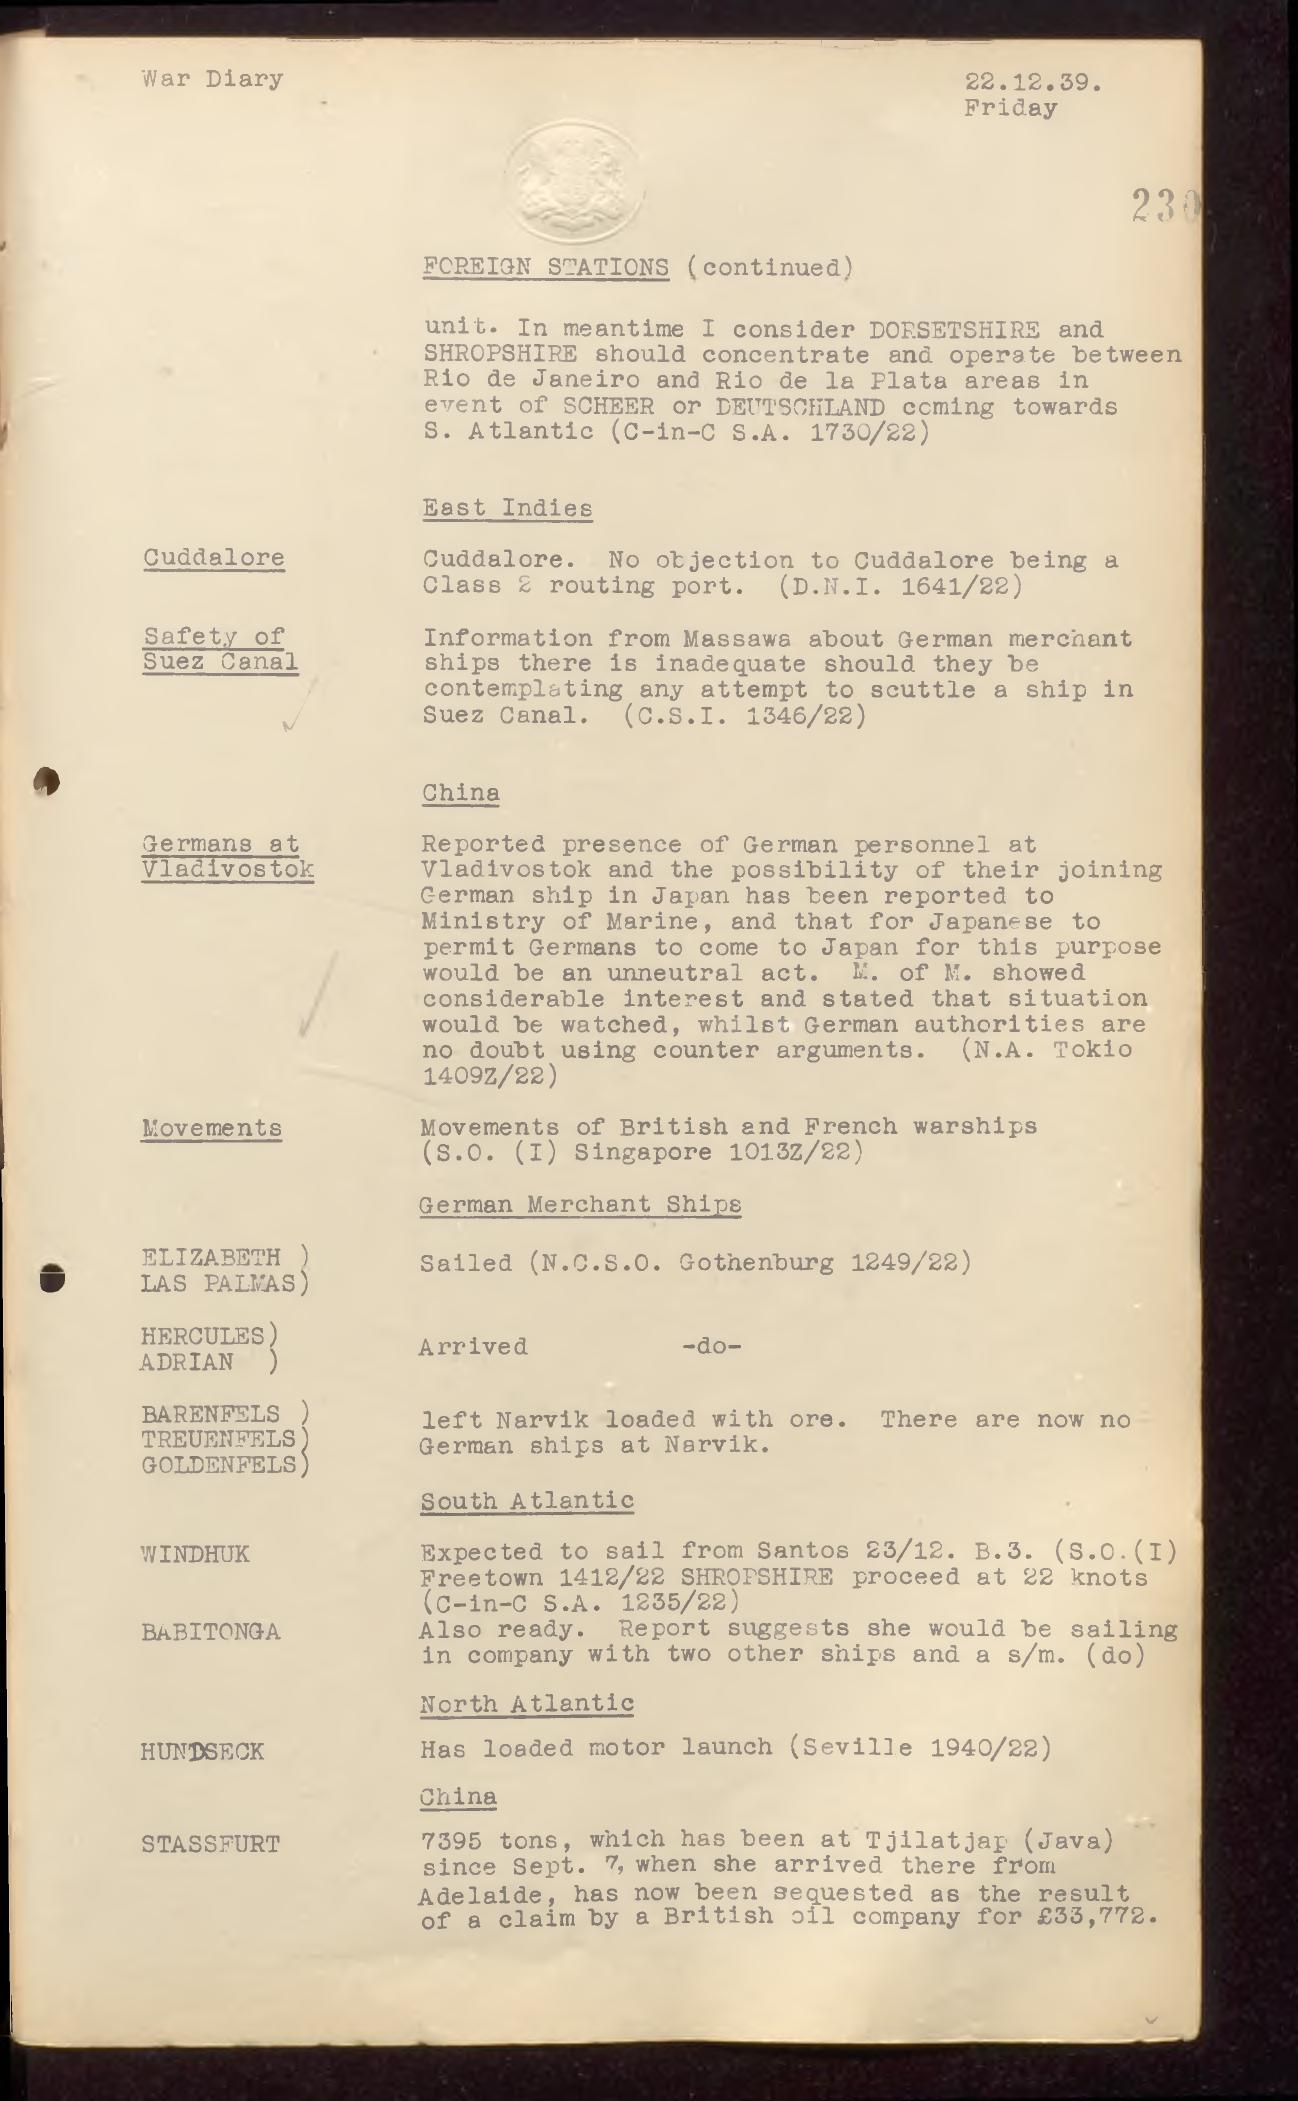 War Diary
22.12.39.
Friday
230
FOREIGN STATIONS (continued)
unit. In meantime I consider DORSETSHIRE and
SHROPSHIRE should concentrate and operate between
Rio de Janeiro and Rio de la Plata areas in
event of SCHEER or DEUTSCHLAND coming towards
S. Atlantic (C-in-C S.A. 1730/22)
East Indies
Cuddalore
Cuddalore. No objection to Cuddalore being a
Class 2 routing port. (D.N.I. 1641/22)
Safety of
Suez Canal
Information from Massawa about German merchant
ships there is inadequate should they be
contemplating any attempt to scuttle a ship in
Suez Canal. (C.S.I. 1346/22)
China
Germans at
Vladivostok
Reported presence of German personnel at
Vladivostok and the possibility of their joining
German ship in Japan has been reported to
Ministry of Marine, and that for Japanese to
permit Germans to come to Japan for this purpose
would be an unneutral act. M. of M. showed
considerable interest and stated that situation
would be watched, whilst German authorities are
no doubt using counter arguments. (N.A. Tokio
1409Z/22)
Movements
Movements of British and French warships
(S.O. (I) Singapore 1013Z/22)
German Merchant Ships
ELIZABETH )
LAS PALMAS)
Sailed (N.C.S.O. Gothenburg 1249/22)
HERCULES)
ADRIAN )
Arrived -do-
BARENFELS )
TREUENFELS)
GOLDENFELS)
left Narvik loaded with ore. There are now no
German ships at Narvik.
South Atlantic
WINDHUK
Expected to sail from Santos 23/12. B.3. (S.O.(I)
Freetown 1412/22 SHROPSHIRE proceed at 22 knots
(C-in-C S.A. 1235/22)
BABITONGA
Also ready. Report suggests she would be sailing
in company with two other ships and a s/m. (do)
North Atlantic
HUNDSECK
Has loaded motor launch (Seville 1940/22)
China
STASSFURT
7395 tons, which has been at Tjilatjap (Java)
since Sept. 7, when she arrived there from
Adelaide, has now been sequested as the result
of a claim by a British oil company for £33,772.